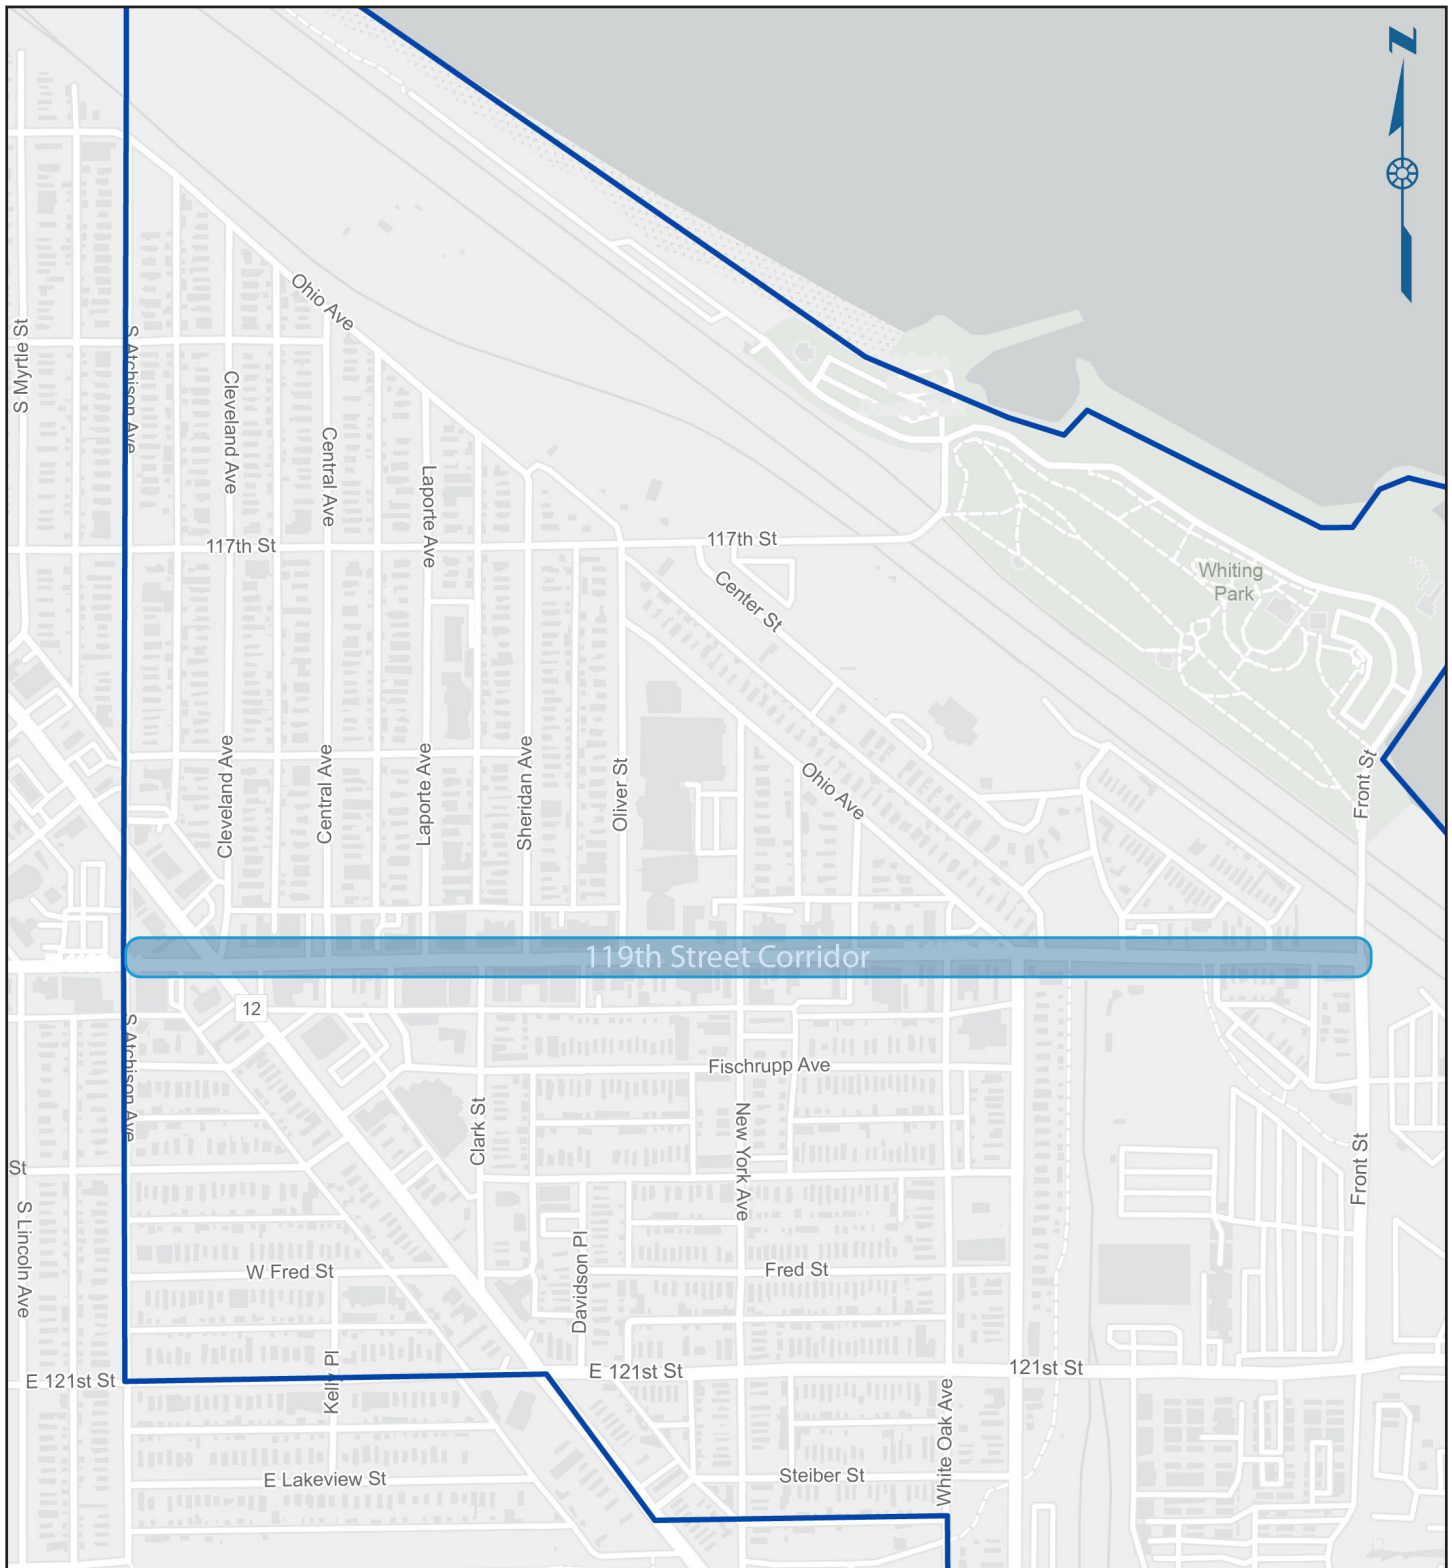 N
Ohio Ave
S Myrtle St
S Atchison Ave
Cleveland Ave
Central Ave
Laporte Ave
117th St
117th St
Center St
Whiting
Park
Cleveland Ave
Central Ave
Laporte Ave
Sheridan Ave
Oliver St
Ohio Ave
Front St
119th Street Corridor
12
S Atchison Ave
Fischrupp Ave
Clark St
New York Ave
Front St
St
S Lincoln Ave
Davidson Pl
W Fred St
Fred St
E 121st St
Kelly Pl
E 121st St
121st St
White Oak Ave
E Lakeview St
Steiber St